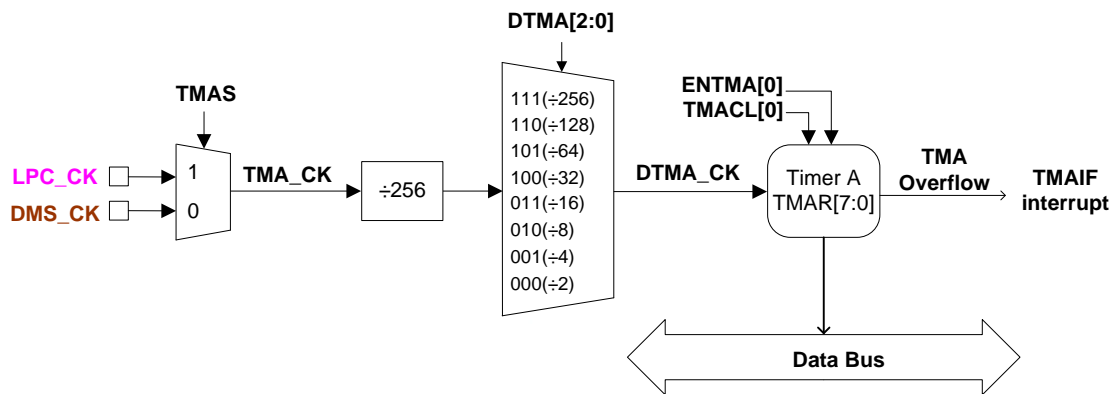 DTMA[2:0]
TMAS
ENTMA[0]
TMACL[0]
111(÷256)
110(÷128)
101(÷64)
100(÷32)
011(÷16)
010(÷8)
001(÷4)
000(÷2)
LPC_CK
DMS_CK
1
0
TMA_CK
÷256
DTMA_CK
Timer A
TMAR[7:0]
TMA
Overflow
TMAIF
interrupt
Data Bus